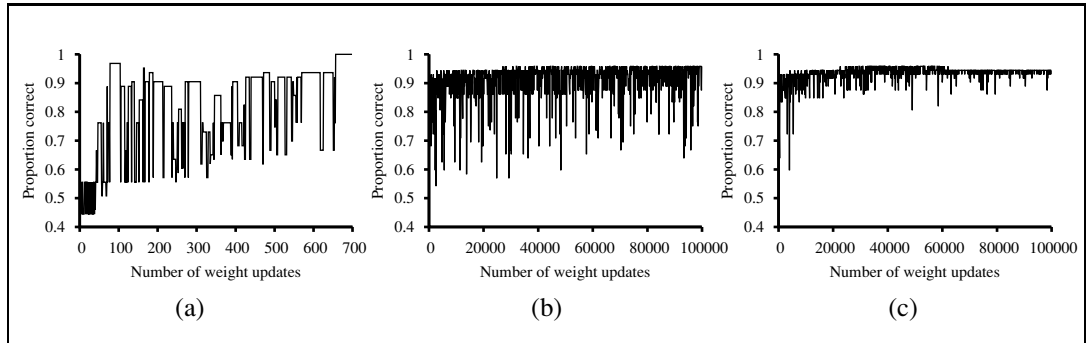 Proportion correct
1
0.9
0.8
0.7
0.6
0.5
0.4
0 100 200 300 400 500 600 700
Number of weight updates
(a)
Proportion correct
1
0.9
0.8
0.7
0.6
0.5
0.4
0 20000 40000 60000 80000 100000
Number of weight updates
(b)
Proportion correct
1
0.9
0.8
0.7
0.6
0.5
0.4
0 20000 40000 60000 80000 100000
Number of weight updates
(c)